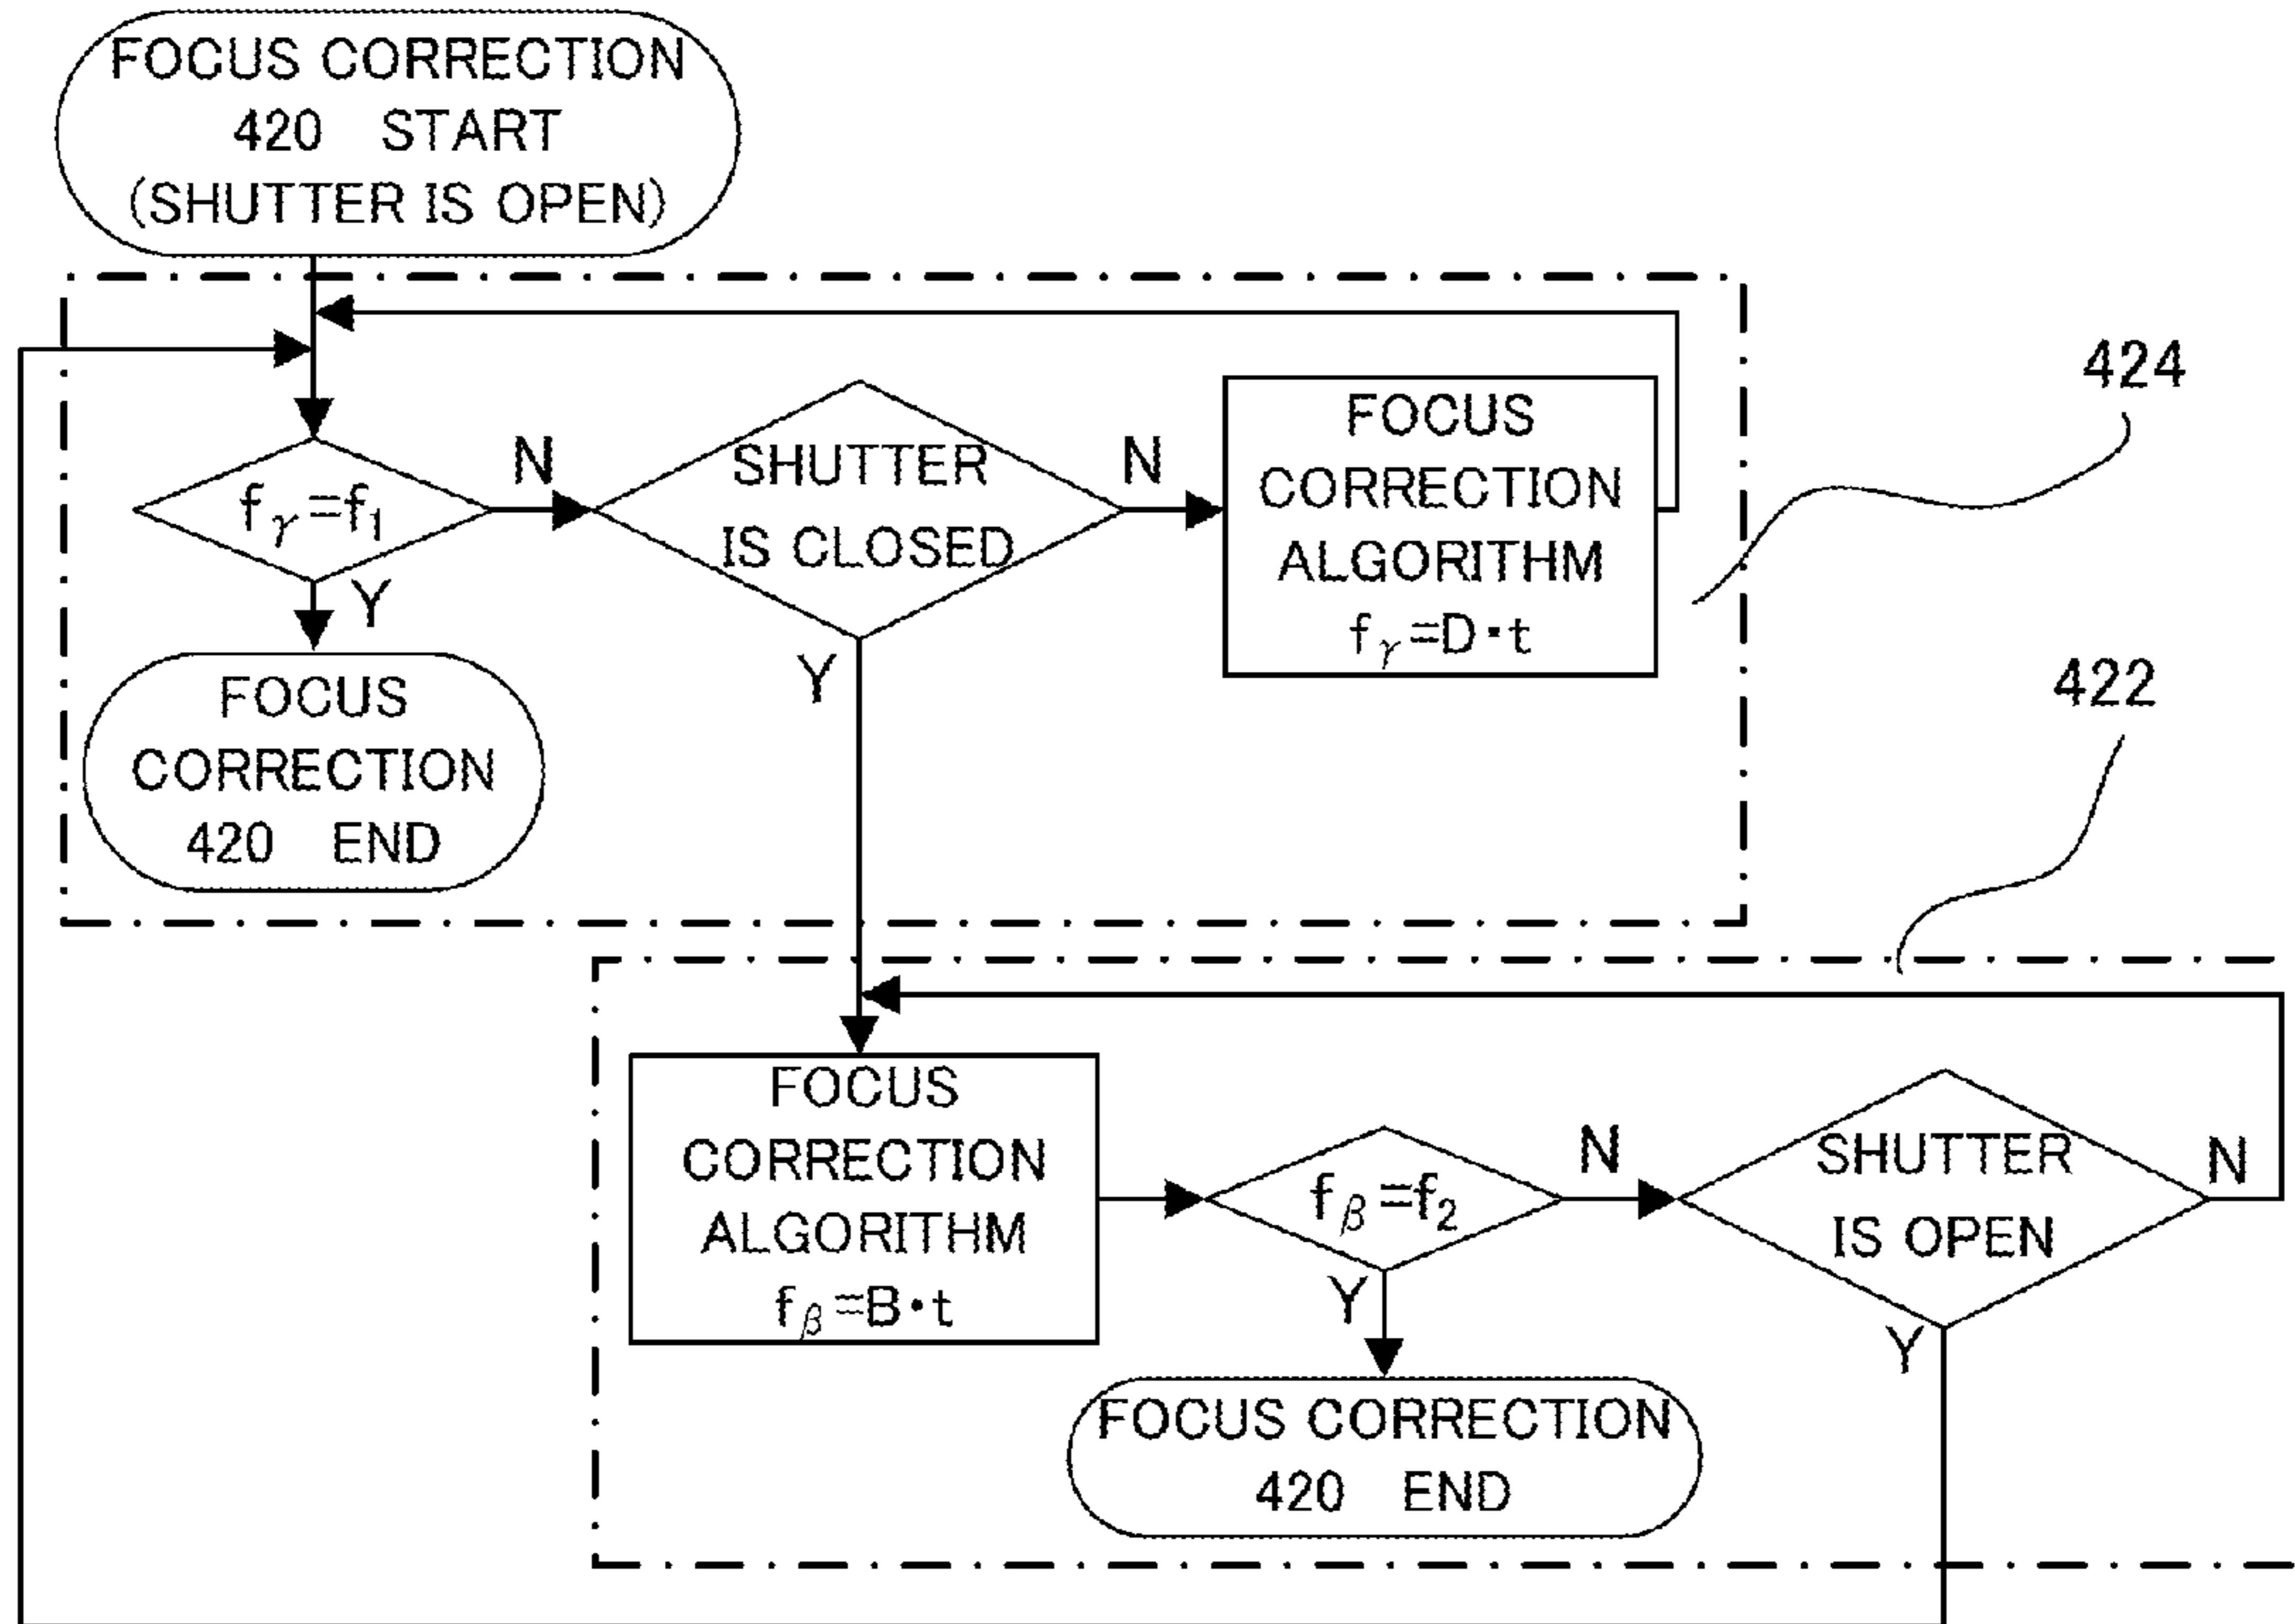 FOCUS CORRECTION
420 START
(SHUTTER IS OPEN)
fγ=f1
N
SHUTTER
IS CLOSED
N
FOCUS
CORRECTION
ALGORITHM
fγ=D·t
424
Y
Y
FOCUS
CORRECTION
420 END
422
FOCUS
CORRECTION
ALGORITHM
fβ=B·t
fβ=f2
N
SHUTTER
IS OPEN
N
Y
Y
FOCUS CORRECTION
420 END